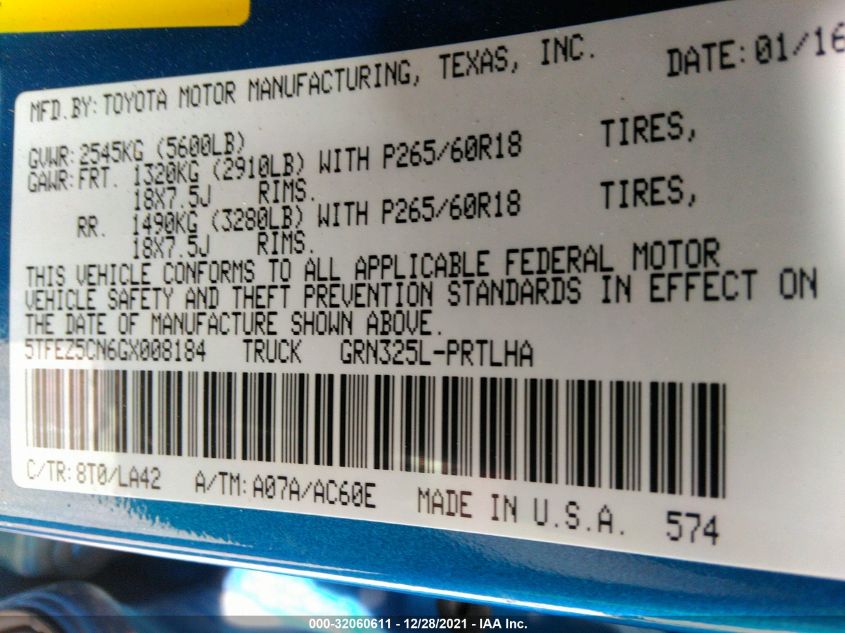 MFD.BY:TOYOTA MOTOR MANUFACTURING, TEXAS, INC. DATE:01/16
GVWR:2545KG (5600LB)
GAWR:FRT. 1320KG (2910LB) WITH P265/60R18 TIRES,
18X7.5J RIMS.
RR. 1490KG (3280LB) WITH P265/60R18 TIRES,
18X7.5J RIMS.
THIS VEHICLE CONFORMS TO ALL APPLICABLE FEDERAL MOTOR
VEHICLE SAFETY AND THEFT PREVENTION STANDARDS IN EFFECT ON
THE DATE OF MANUFACTURE SHOWN ABOVE.
5TFEZ5CN6GX008184 TRUCK GRN325L-PRTLHA
C/TR:8T0/LA42 A/TM:A07A/AC60E MADE IN U.S.A. 574
000-32060611 - 12/28/2021 - IAA Inc.